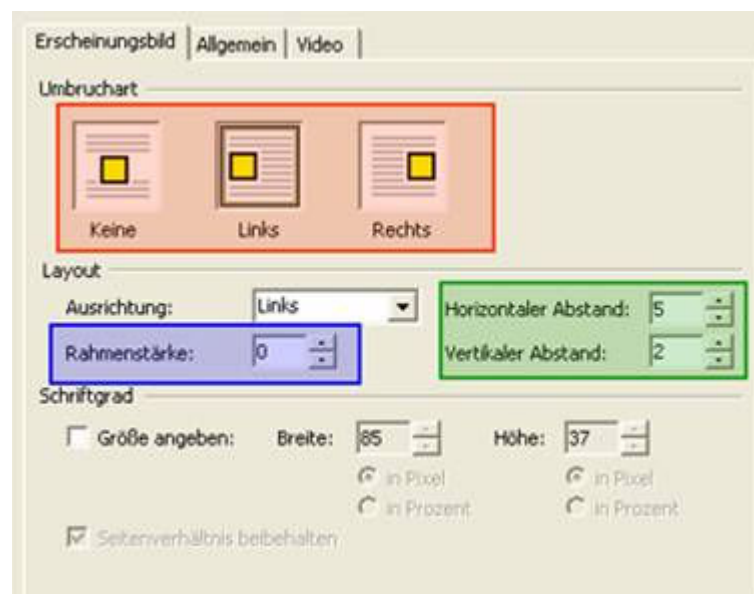 Erscheinungsbild Allgemein Video
Umbruchart
Keine Links Rechts
Layout
Ausrichtung: Links Horizontaler Abstand: 5
Rahmenstärke: 0 Vertikaler Abstand: 2
Schriftgrad
Größe angeben: Breite: 85 Höhe: 37
in Pixel in Pixel
in Prozent in Prozent
Seitenverhältnis beibehalten